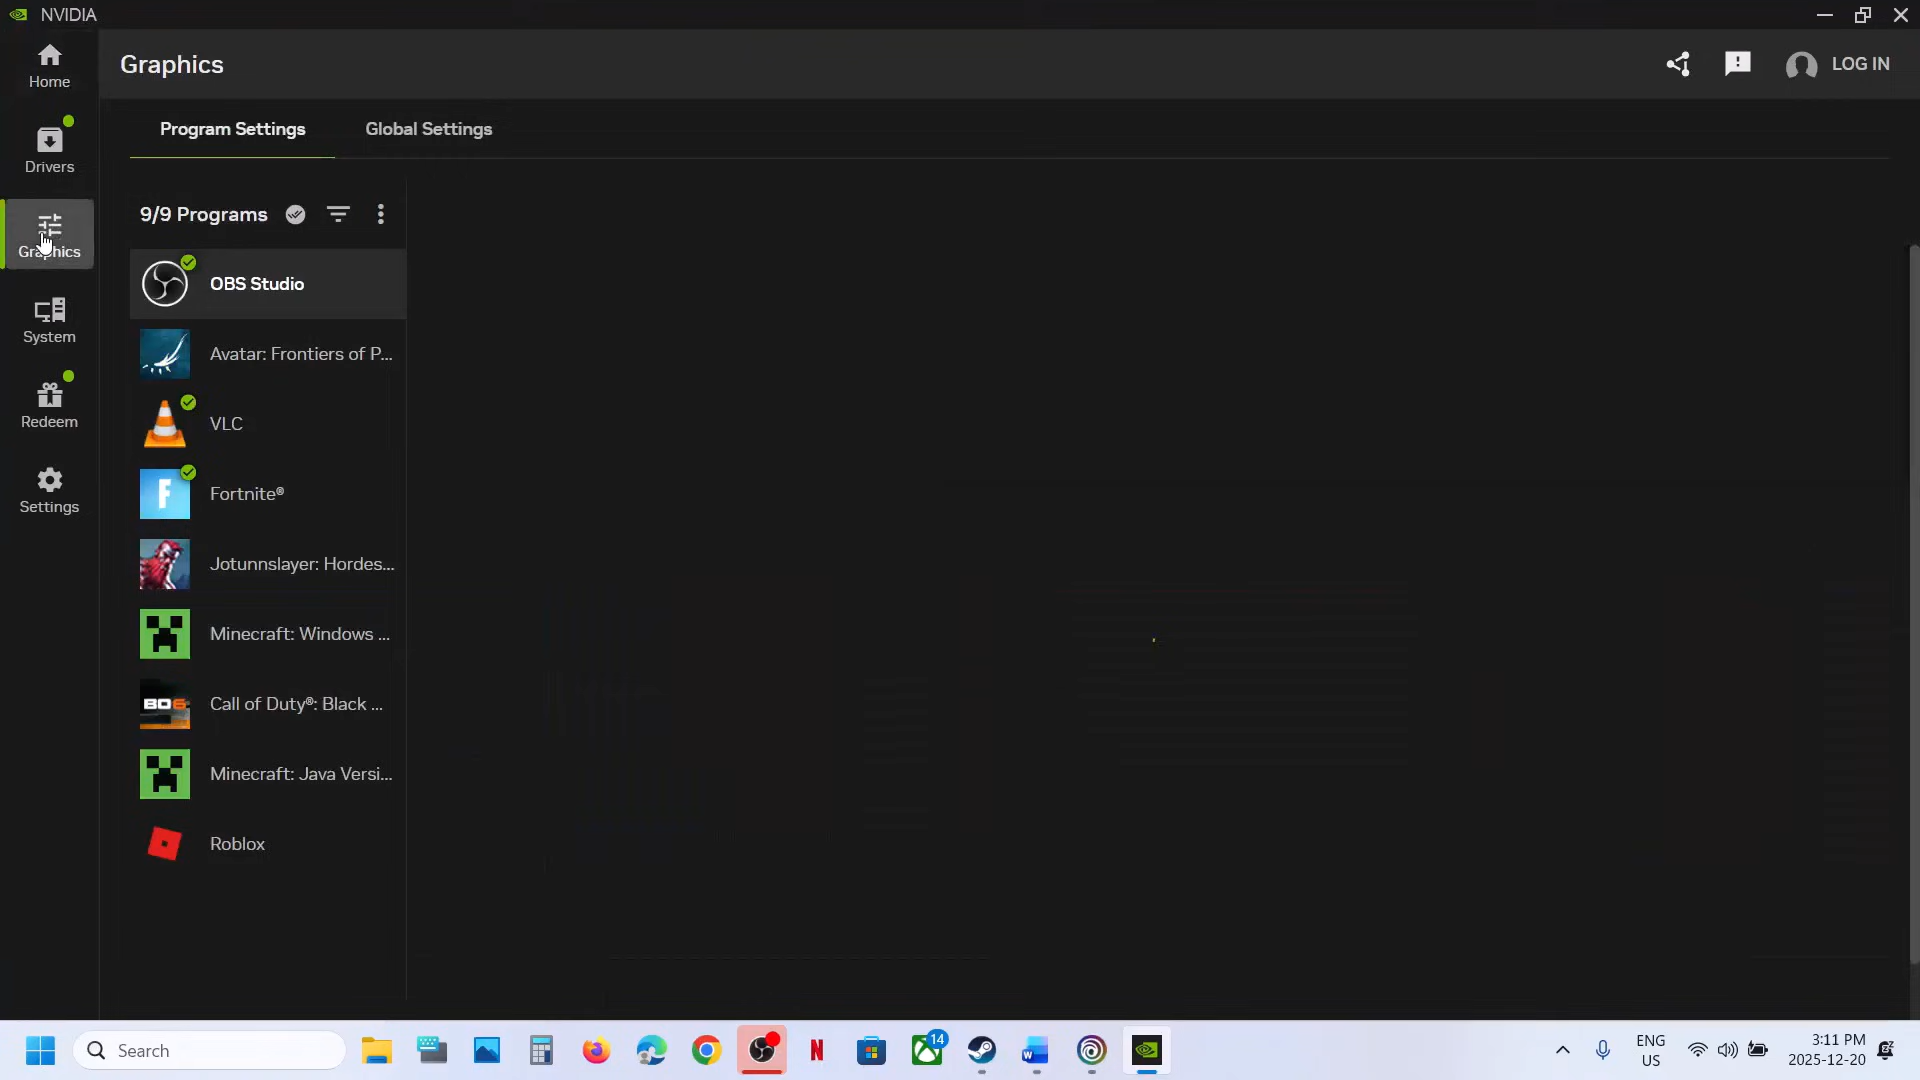 NVIDIA
Home
Drivers
Graphics
System
Redeem
Settings
Graphics
LOG IN
Program Settings
Global Settings
9/9 Programs
OBS Studio
Avatar: Frontiers of P...
VLC
F
Fortnite®
Jotunnslayer: Hordes...
Minecraft: Windows ...
BO6
Call of Duty®: Black ...
Minecraft: Java Versi...
Roblox
Search
N
14
W
ENG
US
3:11 PM
2025-12-20